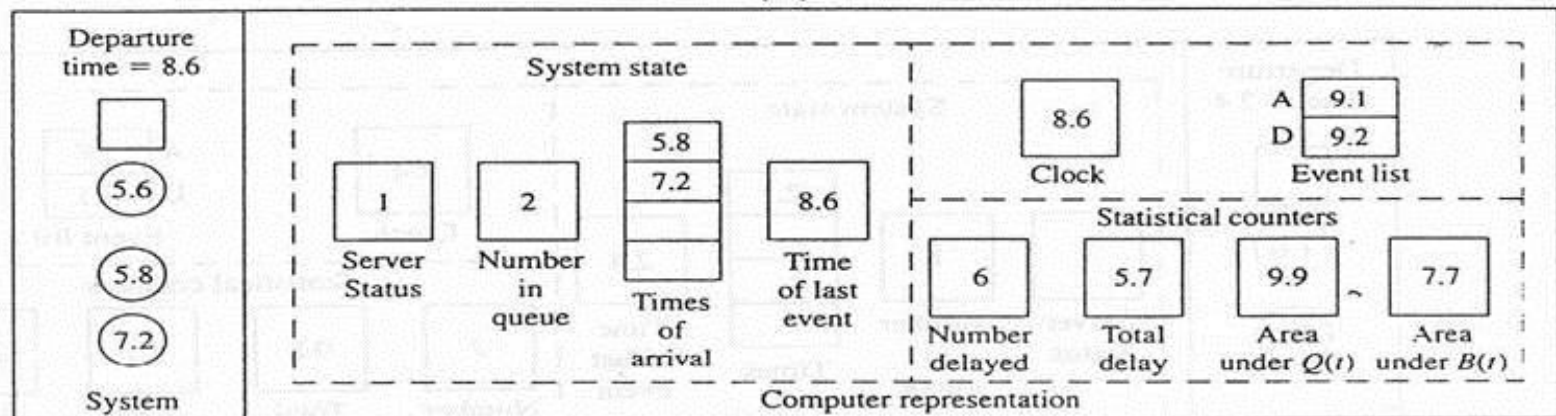 Departure
time = 8.6
5.6
5.8
7.2
System
System state
1
Server
Status
2
Number
in
queue
5.8
7.2
Times
of
arrival
8.6
Time
of last
event
8.6
Clock
A 9.1
D 9.2
Event list
Statistical counters
6
Number
delayed
5.7
Total
delay
9.9
Area
under Q(t)
7.7
Area
under B(t)
Computer representation